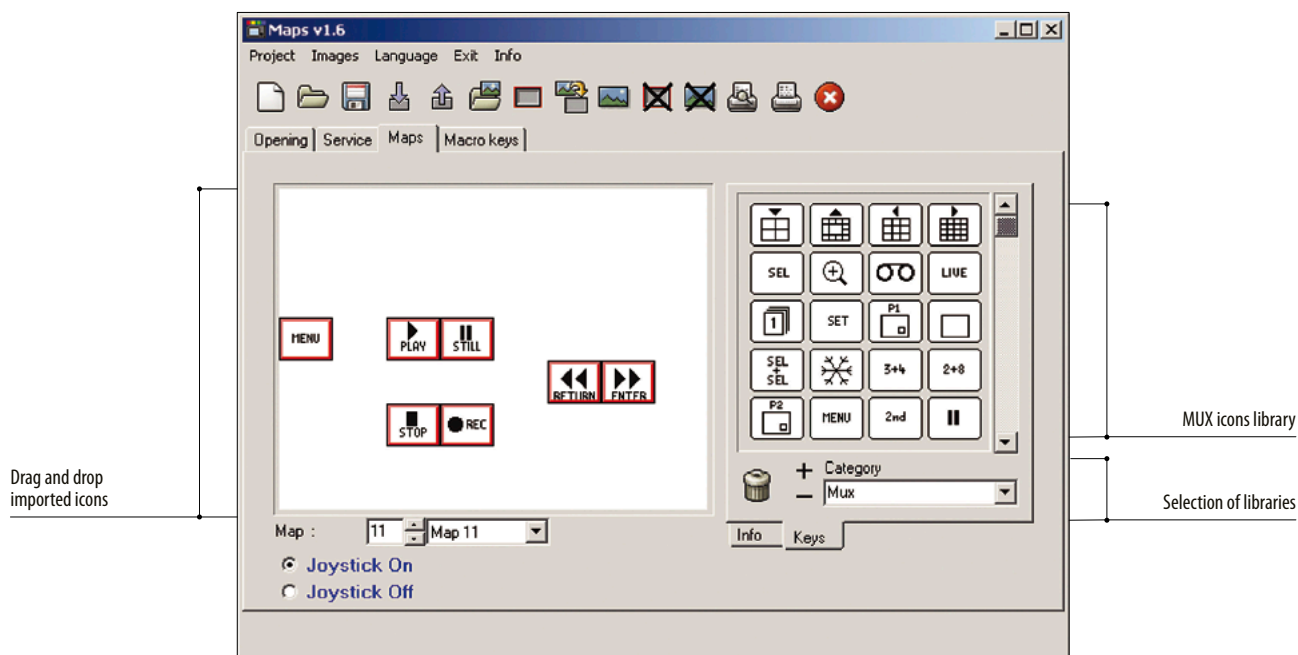 Maps v1.6
Project Images Language Exit Info
Opening Service Maps Macro keys
MENU
PLAY STILL
RETURN ENTER
STOP REC
SEL LIVE
1 SET P1
SEL + SEL 3+4 2+8
P2 MENU 2nd
Category
Mux
Info Keys
Map : 11 Map 11
Joystick On
Joystick Off
Drag and drop
imported icons
MUX icons library
Selection of libraries